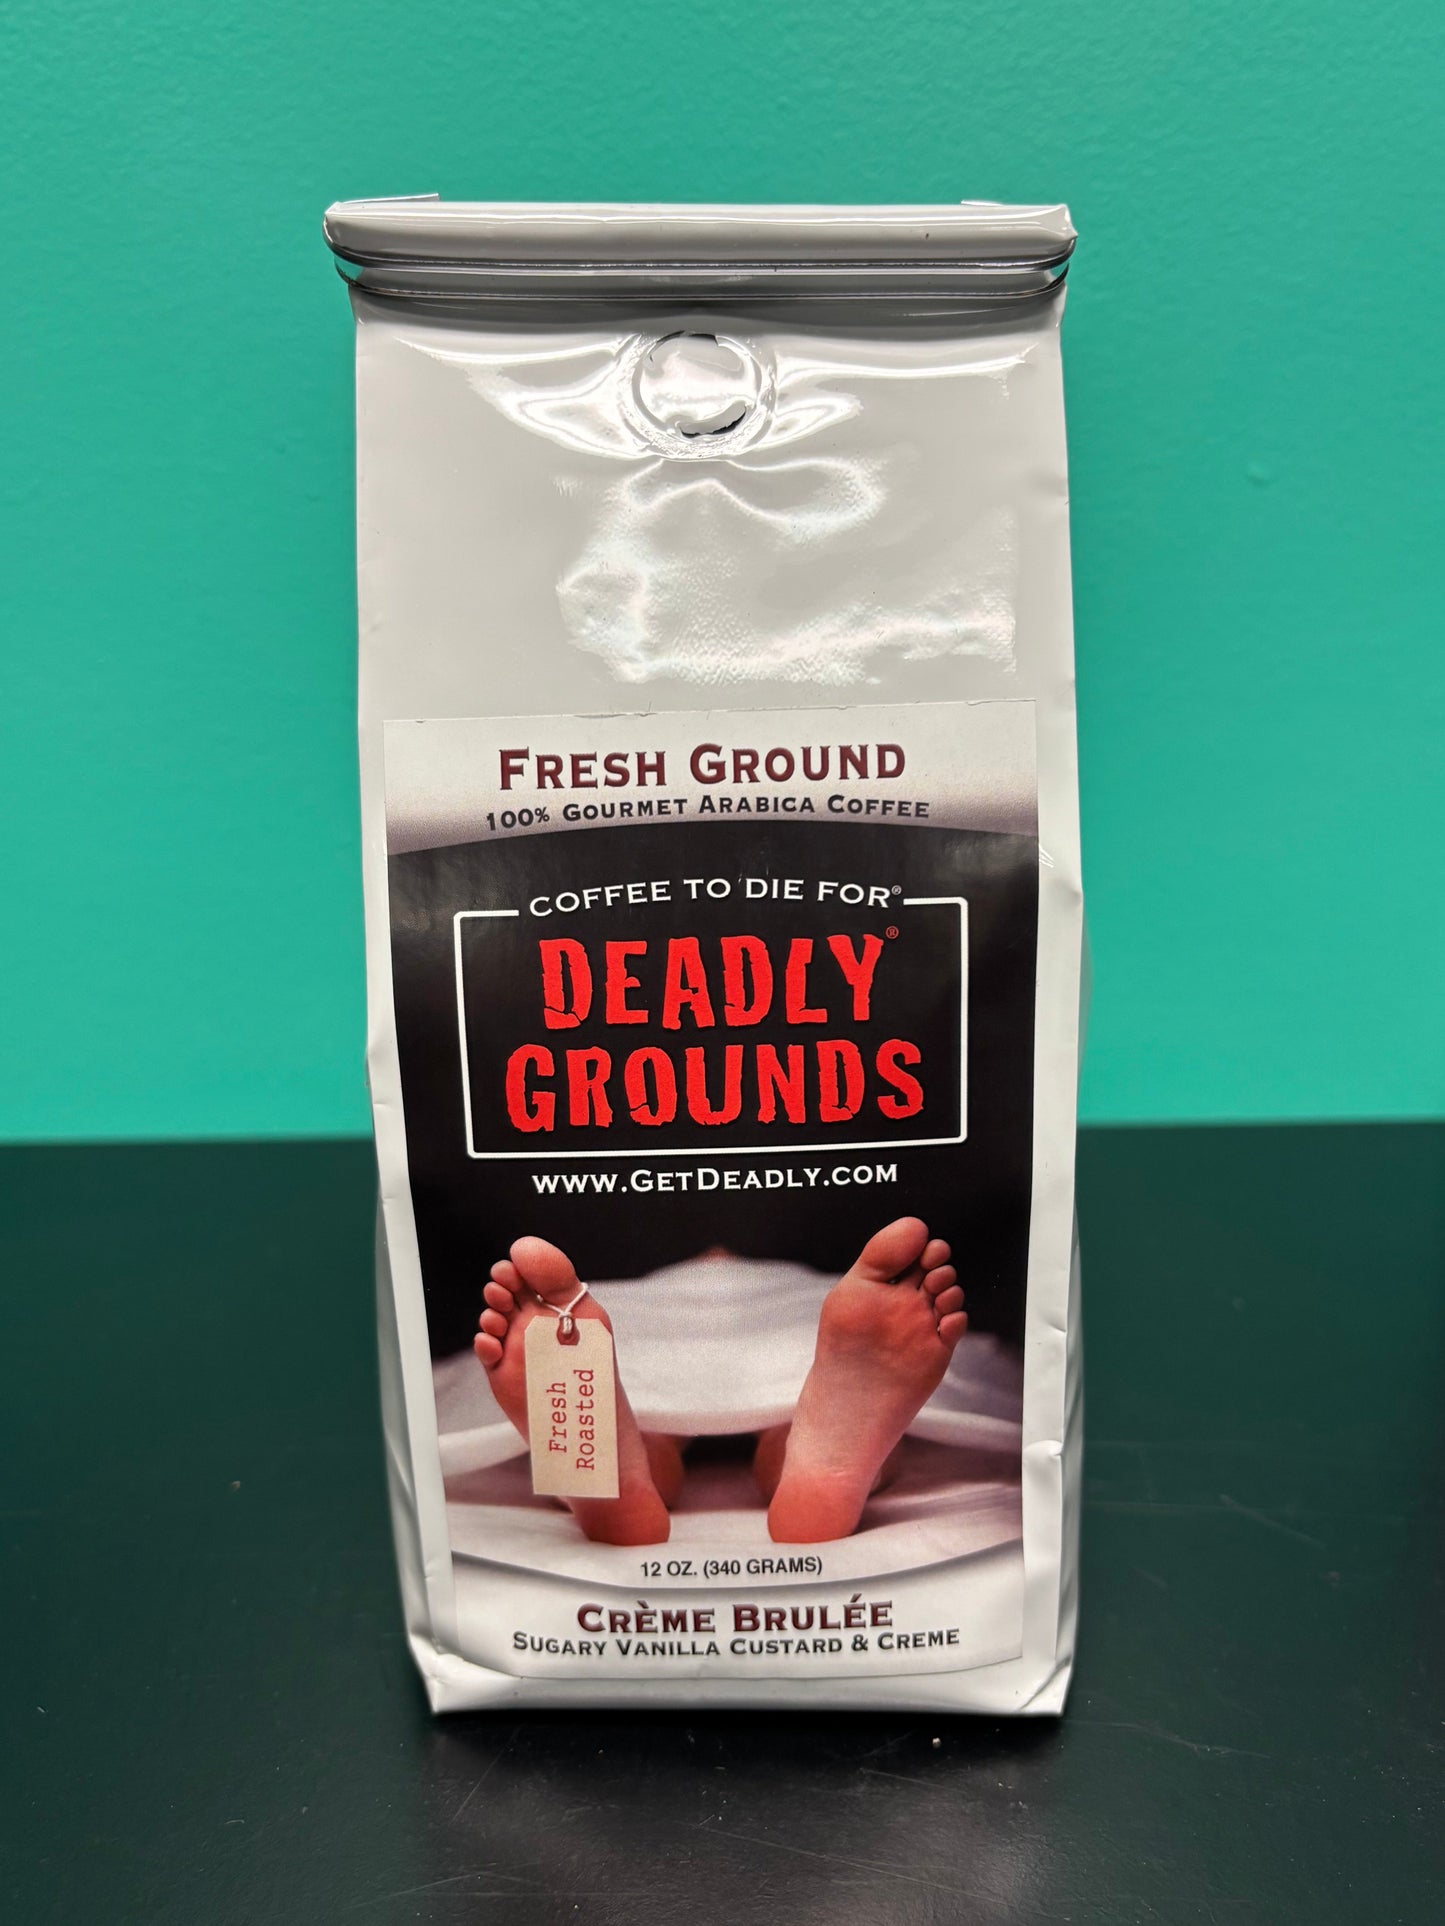 FRESH GROUND
100% GOURMET ARABICA COFFEE
COFFEE TO DIE FOR®
DEADLY®
GROUNDS
WWW.GETDEADLY.COM
Fresh
Roasted
12 OZ. (340 GRAMS)
CRÈME BRULÉE
SUGARY VANILLA CUSTARD & CREME